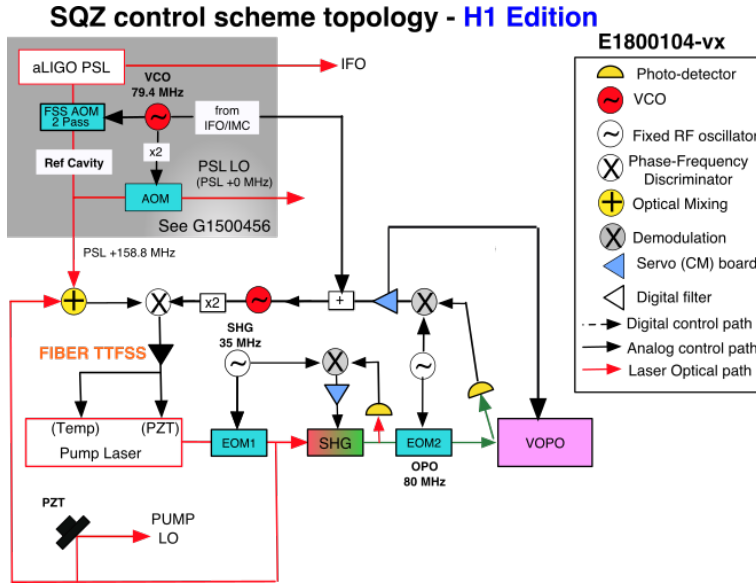 SQZ control scheme topology - H1 Edition
E1800104-vx
aLIGO PSL
IFO
VCO
79.4 MHz
FSS AOM
2 Pass
from
IFO/IMC
x2
Ref Cavity
PSL LO
(PSL +0 MHz)
AOM
See G1500456
PSL +158.8 MHz
x2
+
SHG
35 MHz
FIBER TTFSS
(Temp)
(PZT)
Pump Laser
EOM1
SHG
EOM2
VOPO
OPO
80 MHz
PZT
PUMP
LO
Photo-detector
VCO
Fixed RF oscillator
Phase-Frequency
Discriminator
Optical Mixing
Demodulation
Servo (CM) board
Digital filter
Digital control path
Analog control path
Laser Optical path